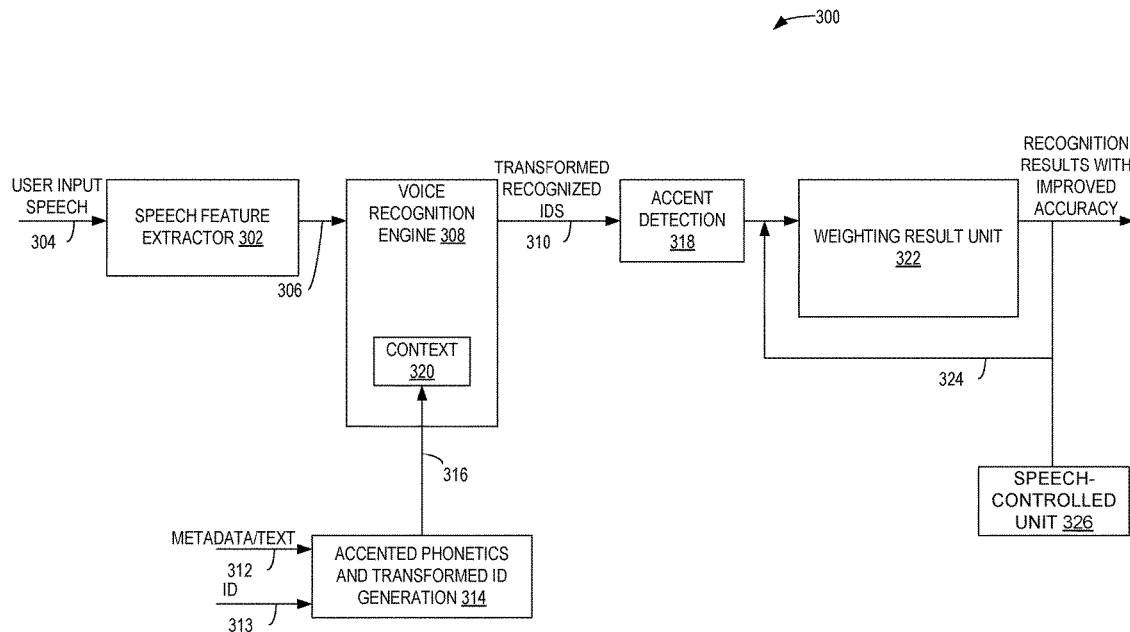 300
USER INPUT
SPEECH
304
SPEECH FEATURE
EXTRACTOR 302
306
VOICE
RECOGNITION
ENGINE 308
CONTEXT
320
TRANSFORMED
RECOGNIZED
IDS
310
ACCENT
DETECTION
318
WEIGHTING RESULT UNIT
322
RECOGNITION
RESULTS WITH
IMPROVED
ACCURACY
324
SPEECH-
CONTROLLED
UNIT 326
316
METADATA/TEXT
312
ID
313
ACCENTED PHONETICS
AND TRANSFORMED ID
GENERATION 314